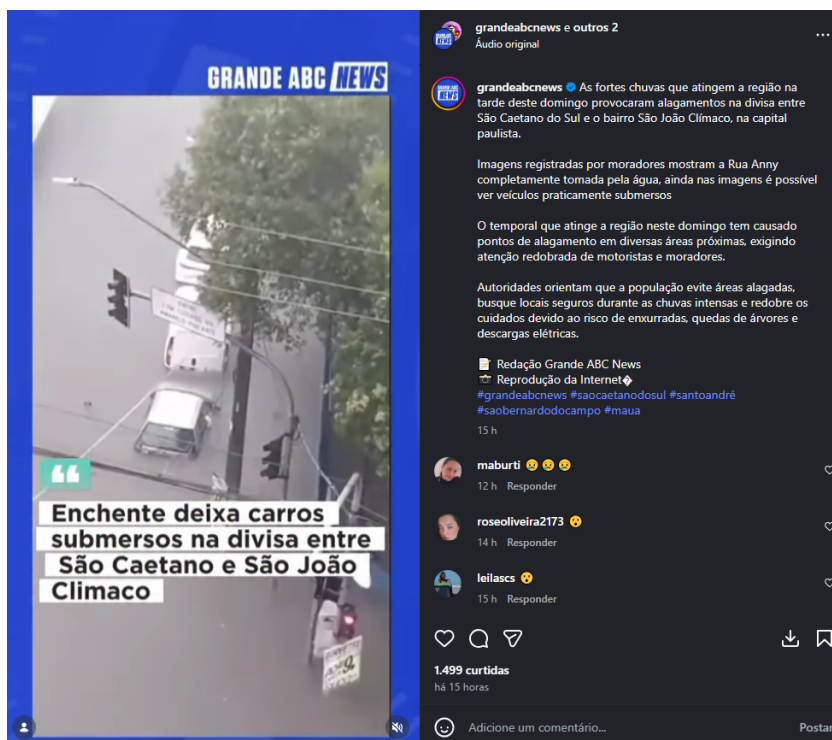 GRANDE ABC NEWS
Enchente deixa carros
submersos na divisa entre
São Caetano e São João
Climaco
grandeabcnews e outros 2
Áudio original
grandeabcnews As fortes chuvas que atingem a região na
tarde deste domingo provocaram alagamentos na divisa entre
São Caetano do Sul e o bairro São João Clímaco, na capital
paulista.
Imagens registradas por moradores mostram a Rua Anny
completamente tomada pela água, ainda nas imagens é possível
ver veículos praticamente submersos
O temporal que atinge a região neste domingo tem causado
pontos de alagamento em diversas áreas próximas, exigindo
atenção redobrada de motoristas e moradores.
Autoridades orientam que a população evite áreas alagadas,
busque locais seguros durante as chuvas intensas e redobre os
cuidados devido ao risco de enxurradas, quedas de árvores e
descargas elétricas.
📝 Redação Grande ABC News
📷 Reprodução da Internet�
#grandeabcnews #saocaetanodosul #santoandré
#saobernardodocampo #maua
15 h
maburti 😢😢😢
12 h Responder
roseoliveira2173 😮
14 h Responder
leilascs 😮
15 h Responder
1.499 curtidas
há 15 horas
Adicione um comentário... Postar